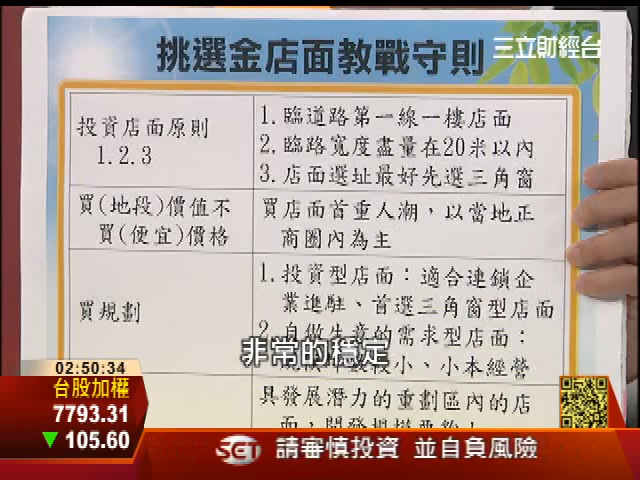 挑選金店面教戰守則
三立財經台
投資店面原則
1.2.3
1.臨道路第一線一樓店面
2.臨路寬度盡量在20米以內
3.店面選址最好先選三角窗
買(地段)價值不
買(便宜)價格
買店面首重人潮，以當地正
商圈內為主
買規劃
1.投資型店面：適合連鎖企
業進駐、首選三角窗型店面
2.自做生意的需求型店面：
較小、小本經營
非常的穩定
具發展潛力的重劃區內的店
02:50:34
台股加權
7793.31
▼105.60
SET
請審慎投資 並自負風險